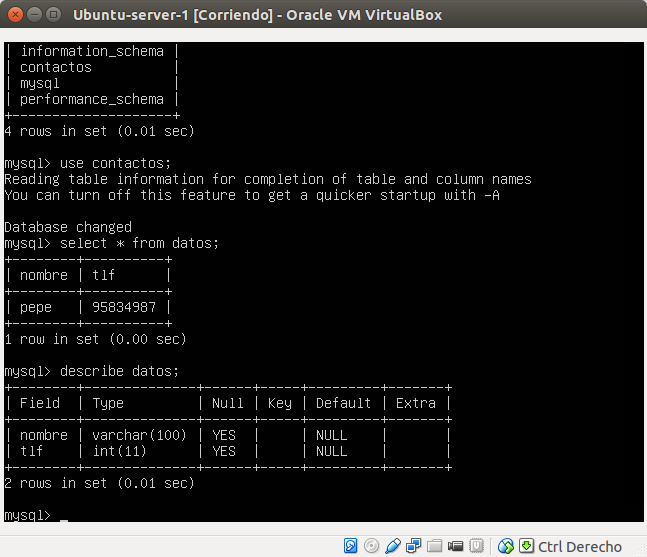 Ubuntu-server-1 [Corriendo] - Oracle VM VirtualBox
| information_schema |
| contactos          |
| mysql              |
| performance_schema |
+--------------------+
4 rows in set (0.01 sec)
mysql> use contactos;
Reading table information for completion of table and column names
You can turn off this feature to get a quicker startup with -A
Database changed
mysql> select * from datos;
+--------+----------+
| nombre | tlf      |
+--------+----------+
| pepe   | 95834987 |
+--------+----------+
1 row in set (0.00 sec)
mysql> describe datos;
+--------+--------------+------+-----+---------+-------+
| Field  | Type         | Null | Key | Default | Extra |
+--------+--------------+------+-----+---------+-------+
| nombre | varchar(100) | YES  |     | NULL    |       |
| tlf    | int(11)      | YES  |     | NULL    |       |
+--------+--------------+------+-----+---------+-------+
2 rows in set (0.01 sec)
mysql> _
Ctrl Derecho